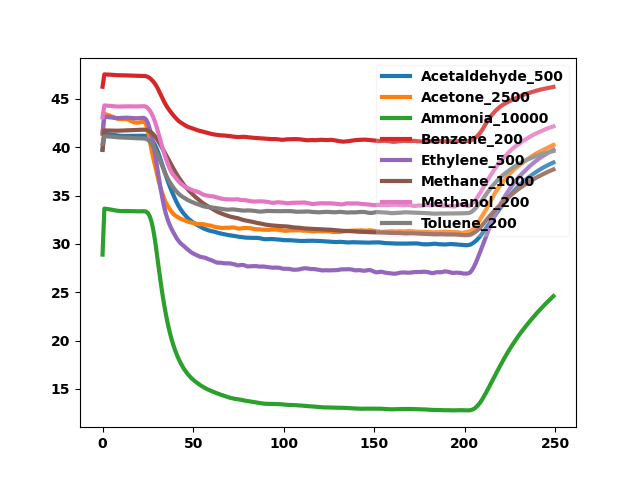 45
40
35
30
25
20
15
0 50 100 150 200 250
Acetaldehyde_500
Acetone_2500
Ammonia_10000
Benzene_200
Ethylene_500
Methane_1000
Methanol_200
Toluene_200